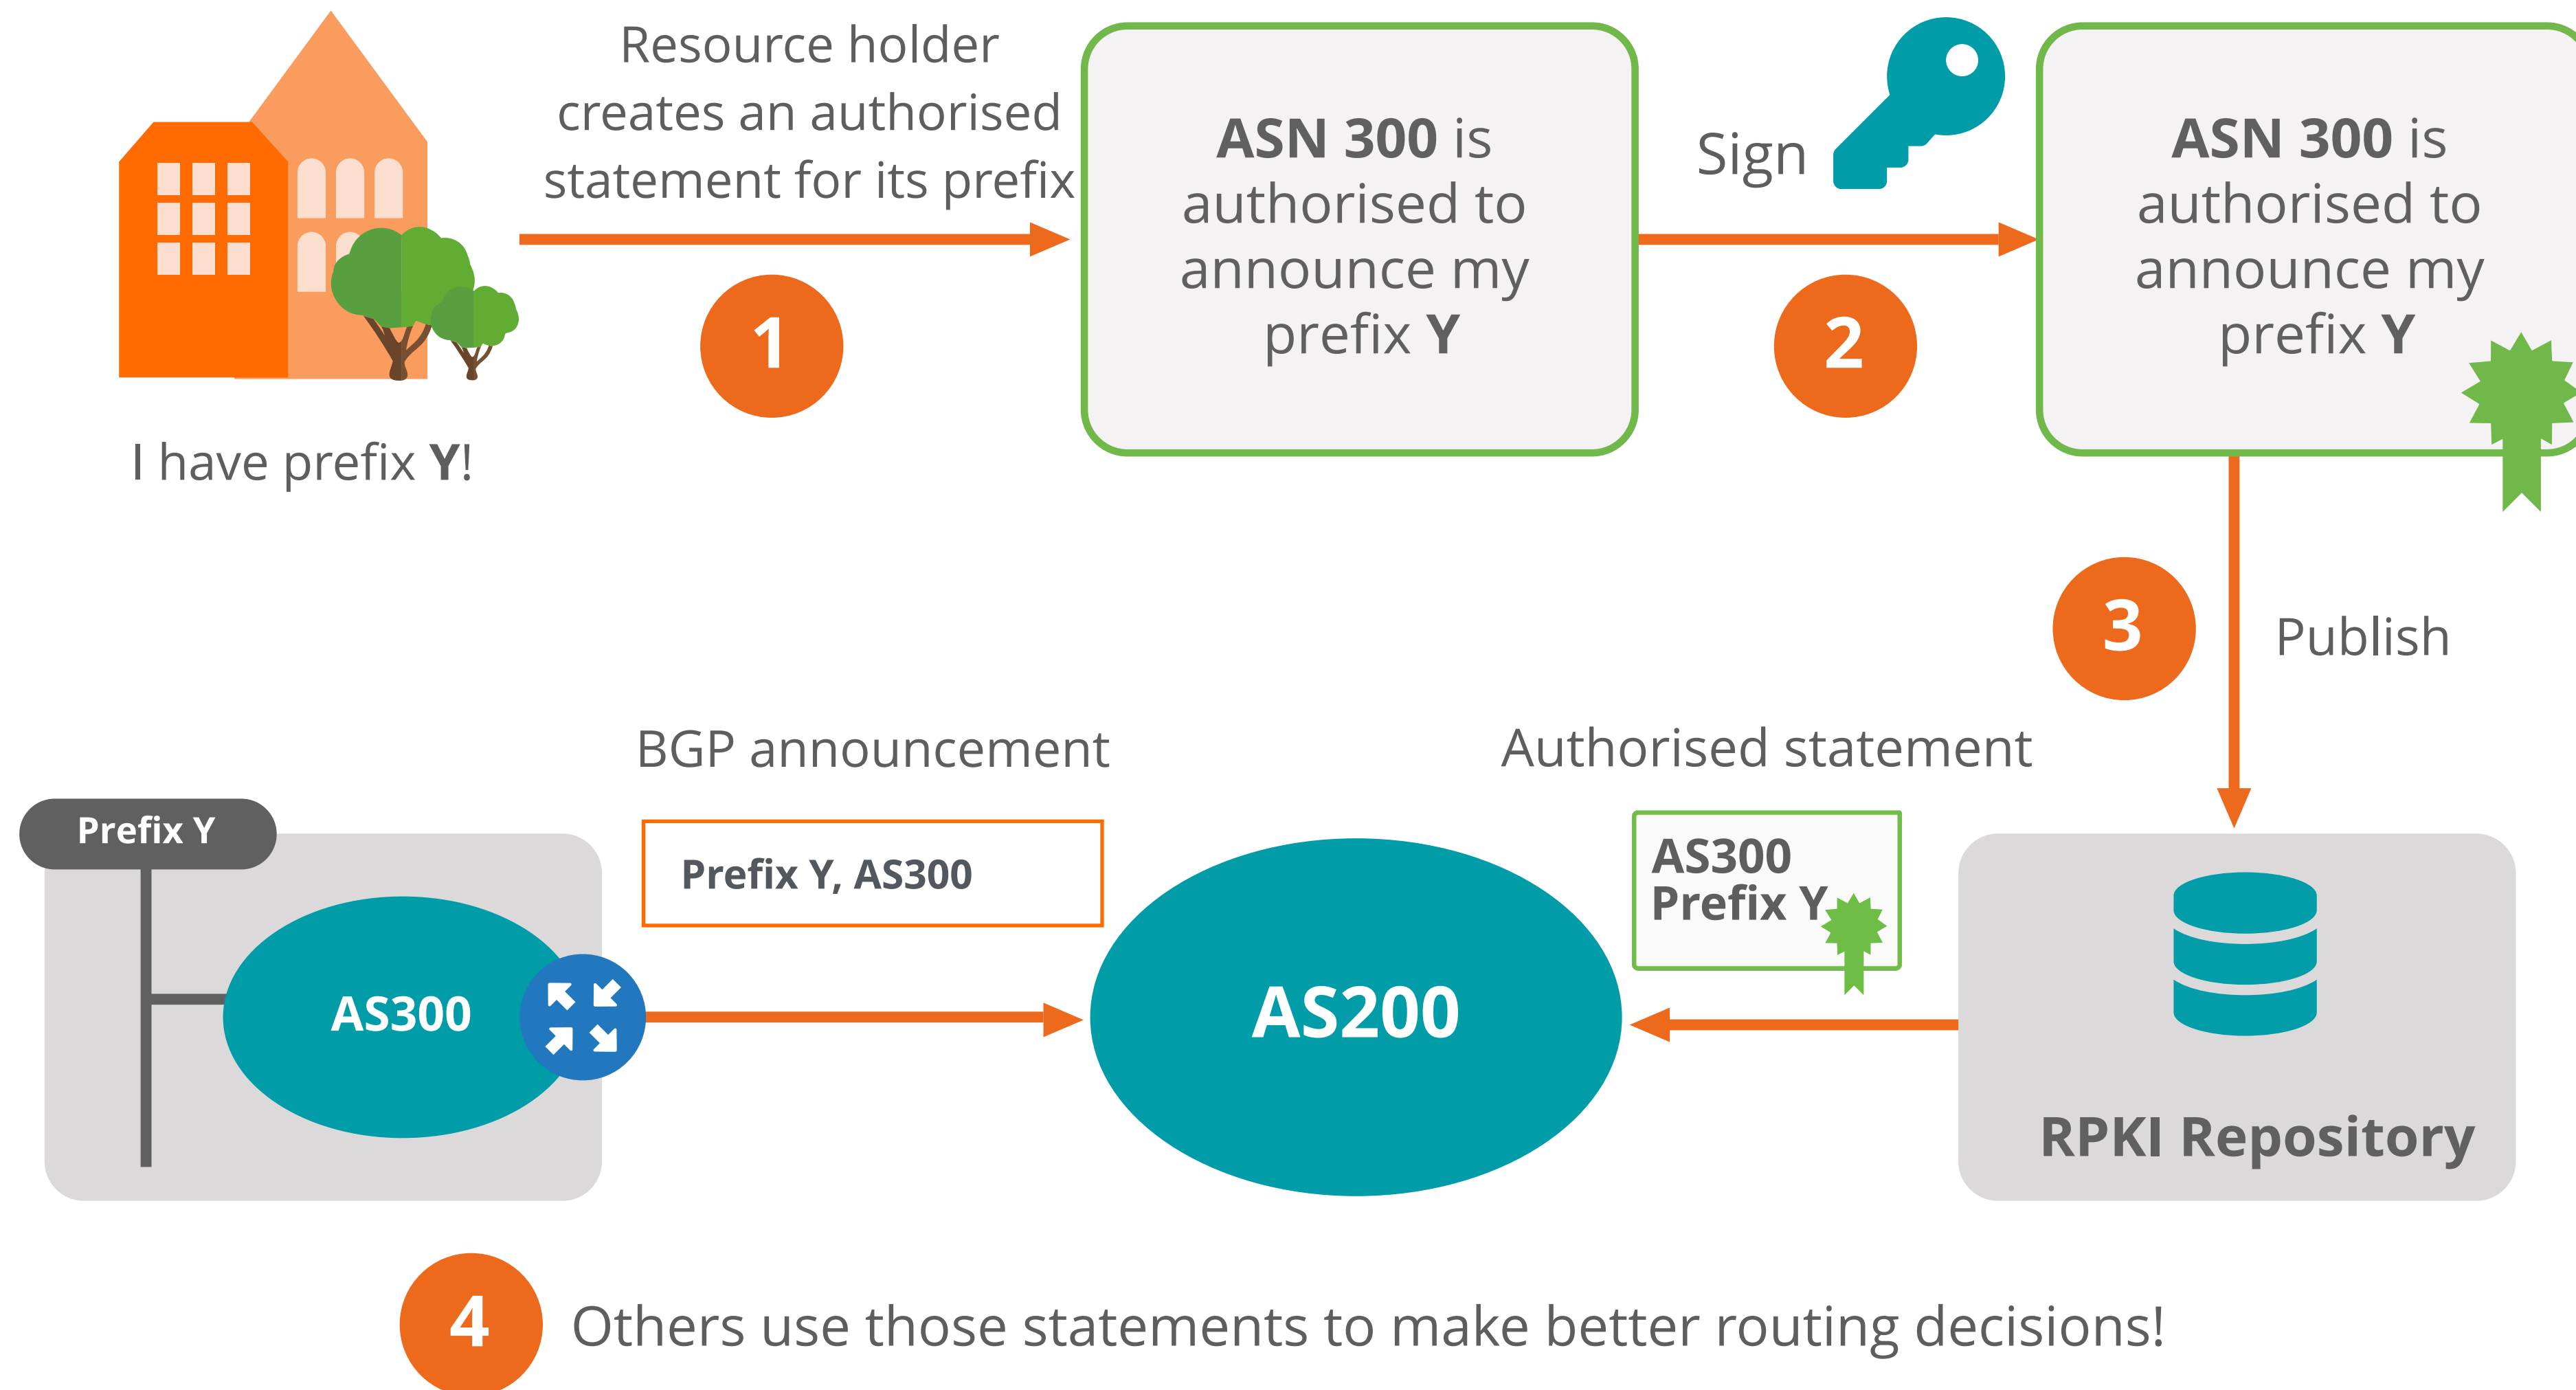 Resource holder
creates an authorised
statement for its prefix
1
I have prefix Y!
ASN 300 is
authorised to
announce my
prefix Y
Sign
2
ASN 300 is
authorised to
announce my
prefix Y
3
Publish
Prefix Y
AS300
BGP announcement
Prefix Y, AS300
AS200
Authorised statement
AS300
Prefix Y
RPKI Repository
4
Others use those statements to make better routing decisions!